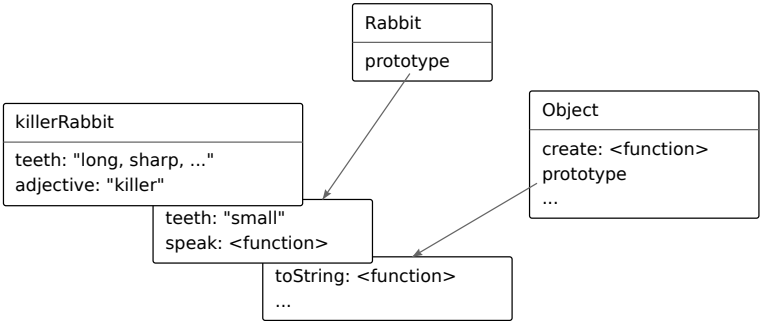 Rabbit
prototype
killerRabbit
teeth: "long, sharp, ..."
adjective: "killer"
Object
create: <function>
prototype
...
teeth: "small"
speak: <function>
toString: <function>
...